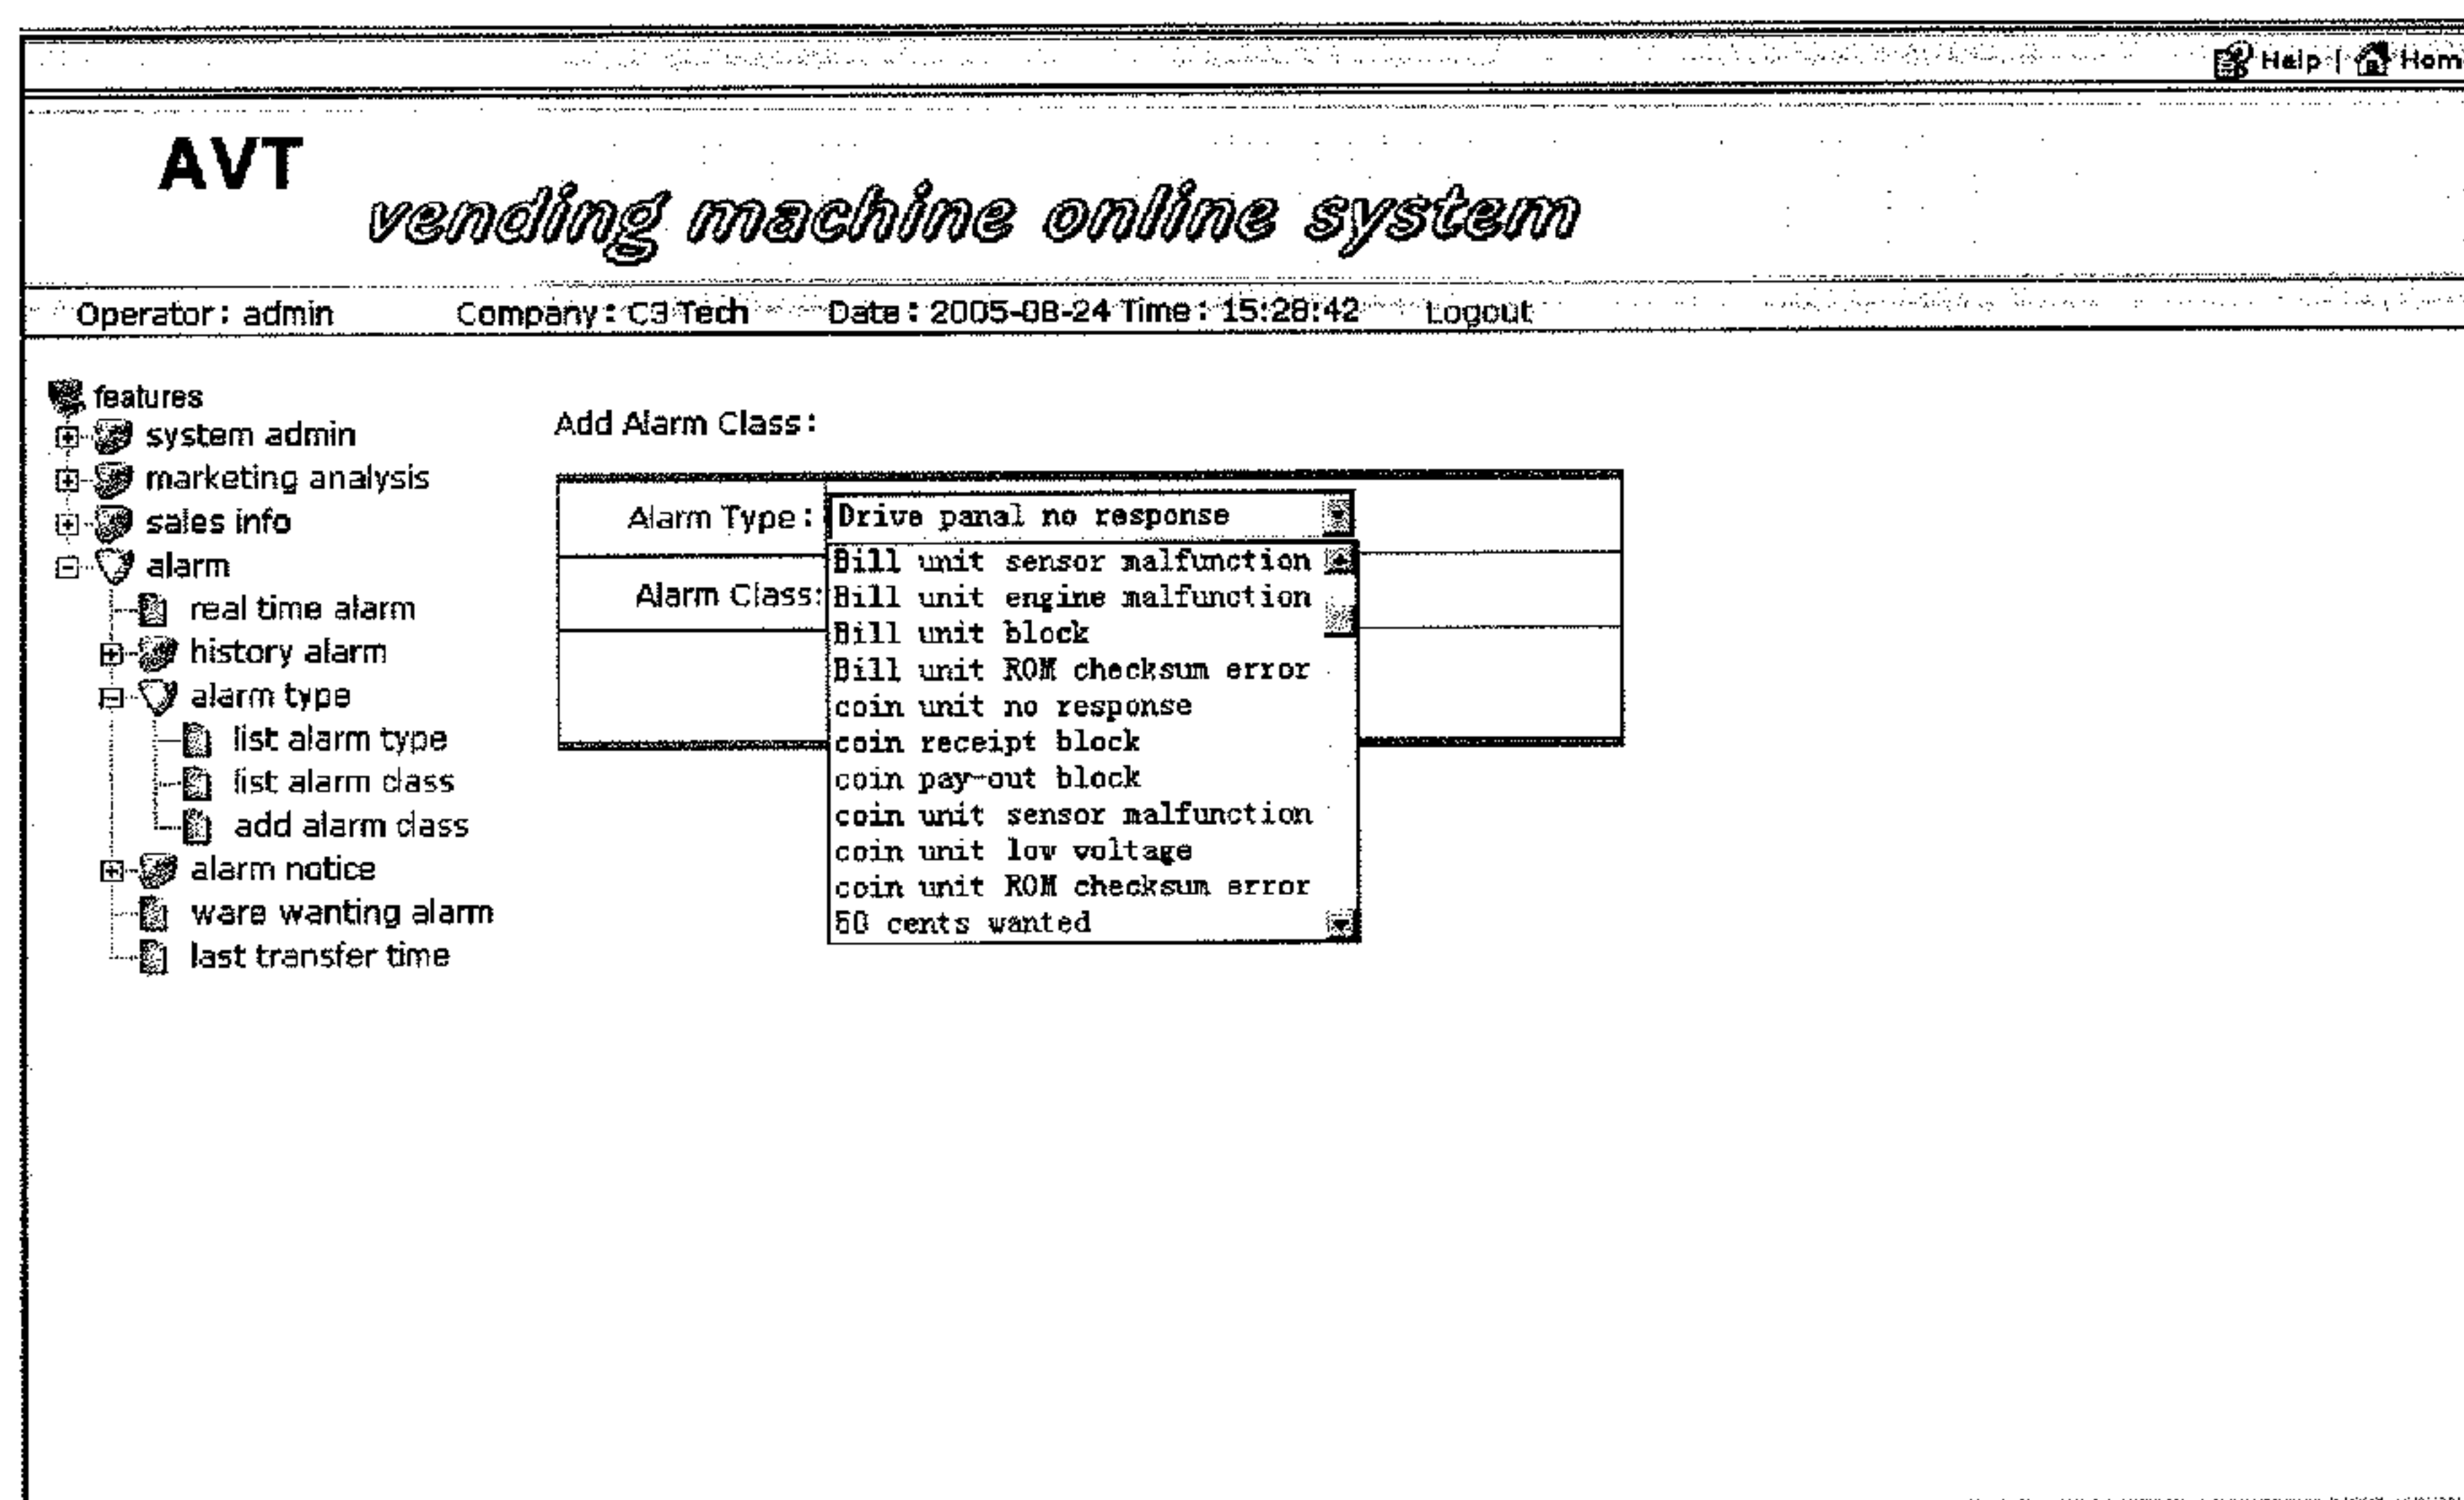 Help | Hom
AVT
vending machine online system
Operator: admin Company: C3 Tech Date: 2005-08-24 Time: 15:28:42 Logout
features
system admin
marketing analysis
sales info
alarm
real time alarm
history alarm
alarm type
list alarm type
list alarm class
add alarm class
alarm notice
ware wanting alarm
last transfer time
Add Alarm Class:
Alarm Type: Drive panal no response
Alarm Class:
Bill unit sensor malfunction
Bill unit engine malfunction
Bill unit block
Bill unit ROM checksum error
coin unit no response
coin receipt block
coin pay-out block
coin unit sensor malfunction
coin unit low voltage
coin unit ROM checksum error
50 cents wanted